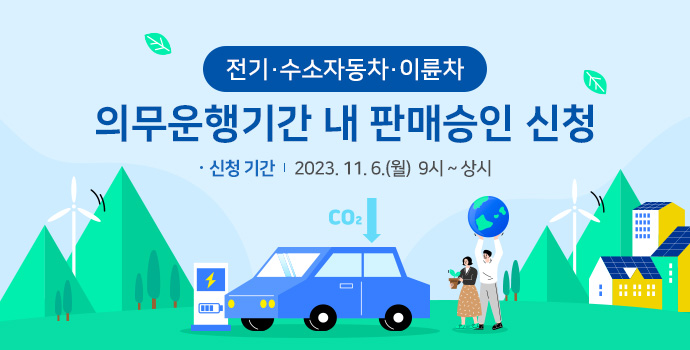 전기·수소자동차·이륜차
의무운행기간 내 판매승인 신청
· 신청 기간 | 2023. 11. 6.(월) 9시 ~ 상시
CO₂